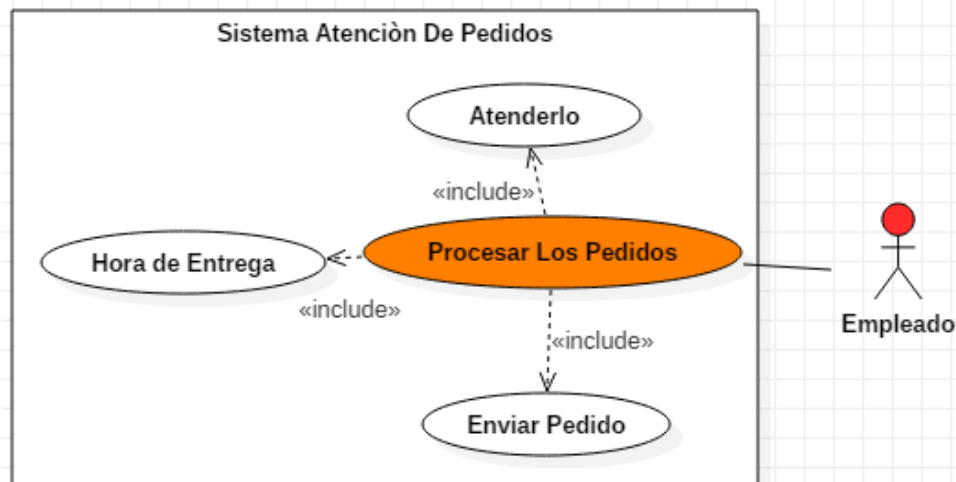 Sistema Atenciòn De Pedidos
Atenderlo
«include»
Procesar Los Pedidos
Hora de Entrega
«include»
Empleado
«include»
Enviar Pedido